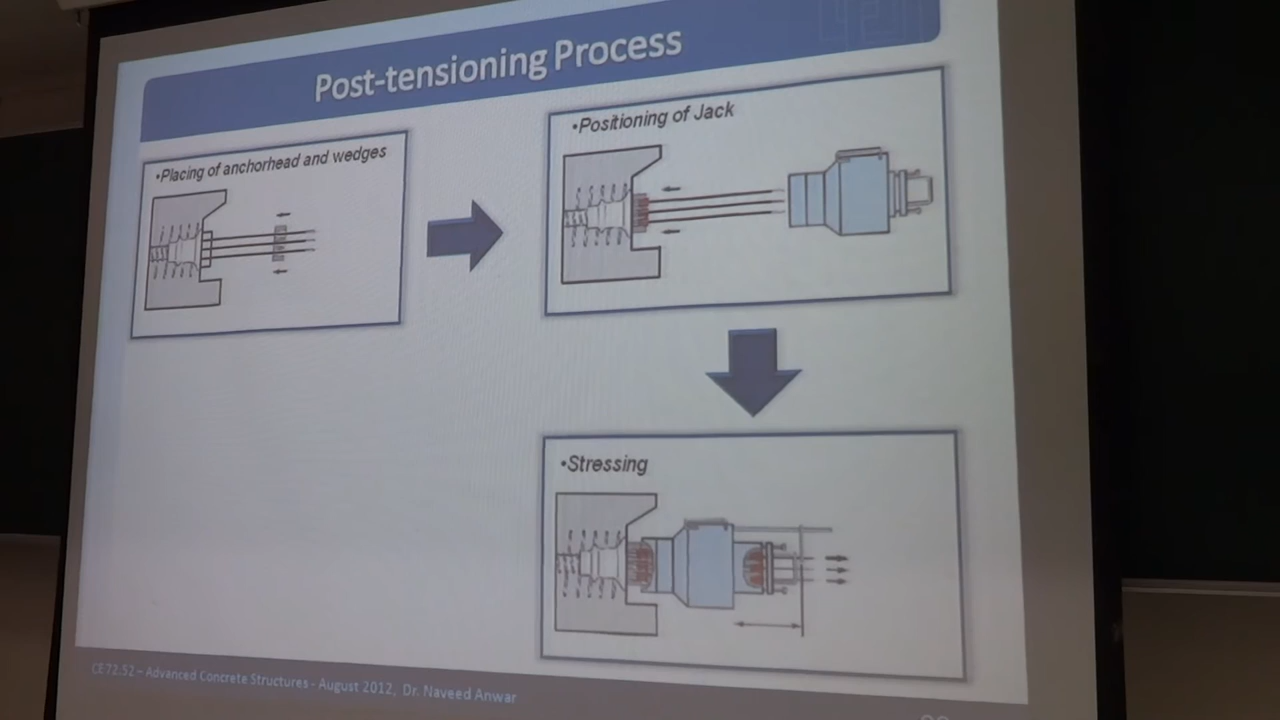 Post-tensioning Process
•Placing of anchorhead and wedges
•Positioning of Jack
•Stressing
CE72.52 – Advanced Concrete Structures - August 2012, Dr. Naveed Anwar